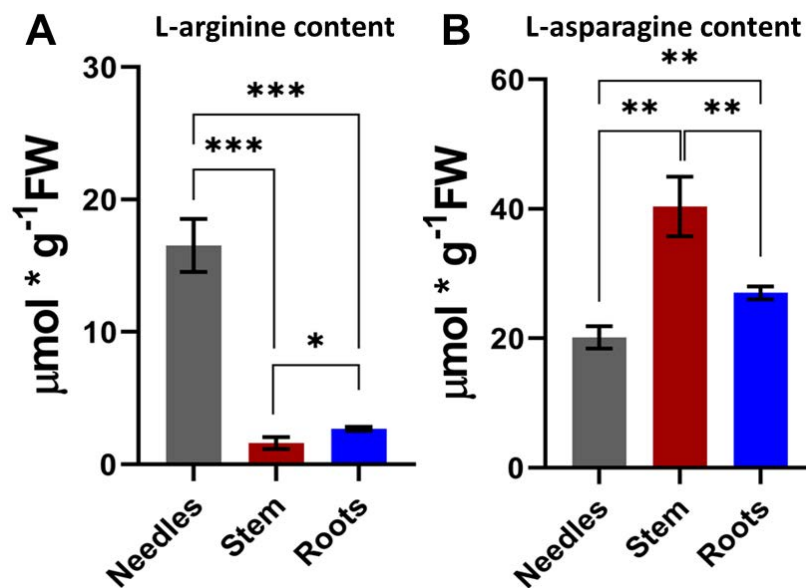 A L-arginine content
μmol * g⁻¹FW
30
20
10
0
***
***
*
Needles
Stem
Roots
B L-asparagine content
μmol * g⁻¹FW
60
40
20
0
**
** **
Needles
Stem
Roots